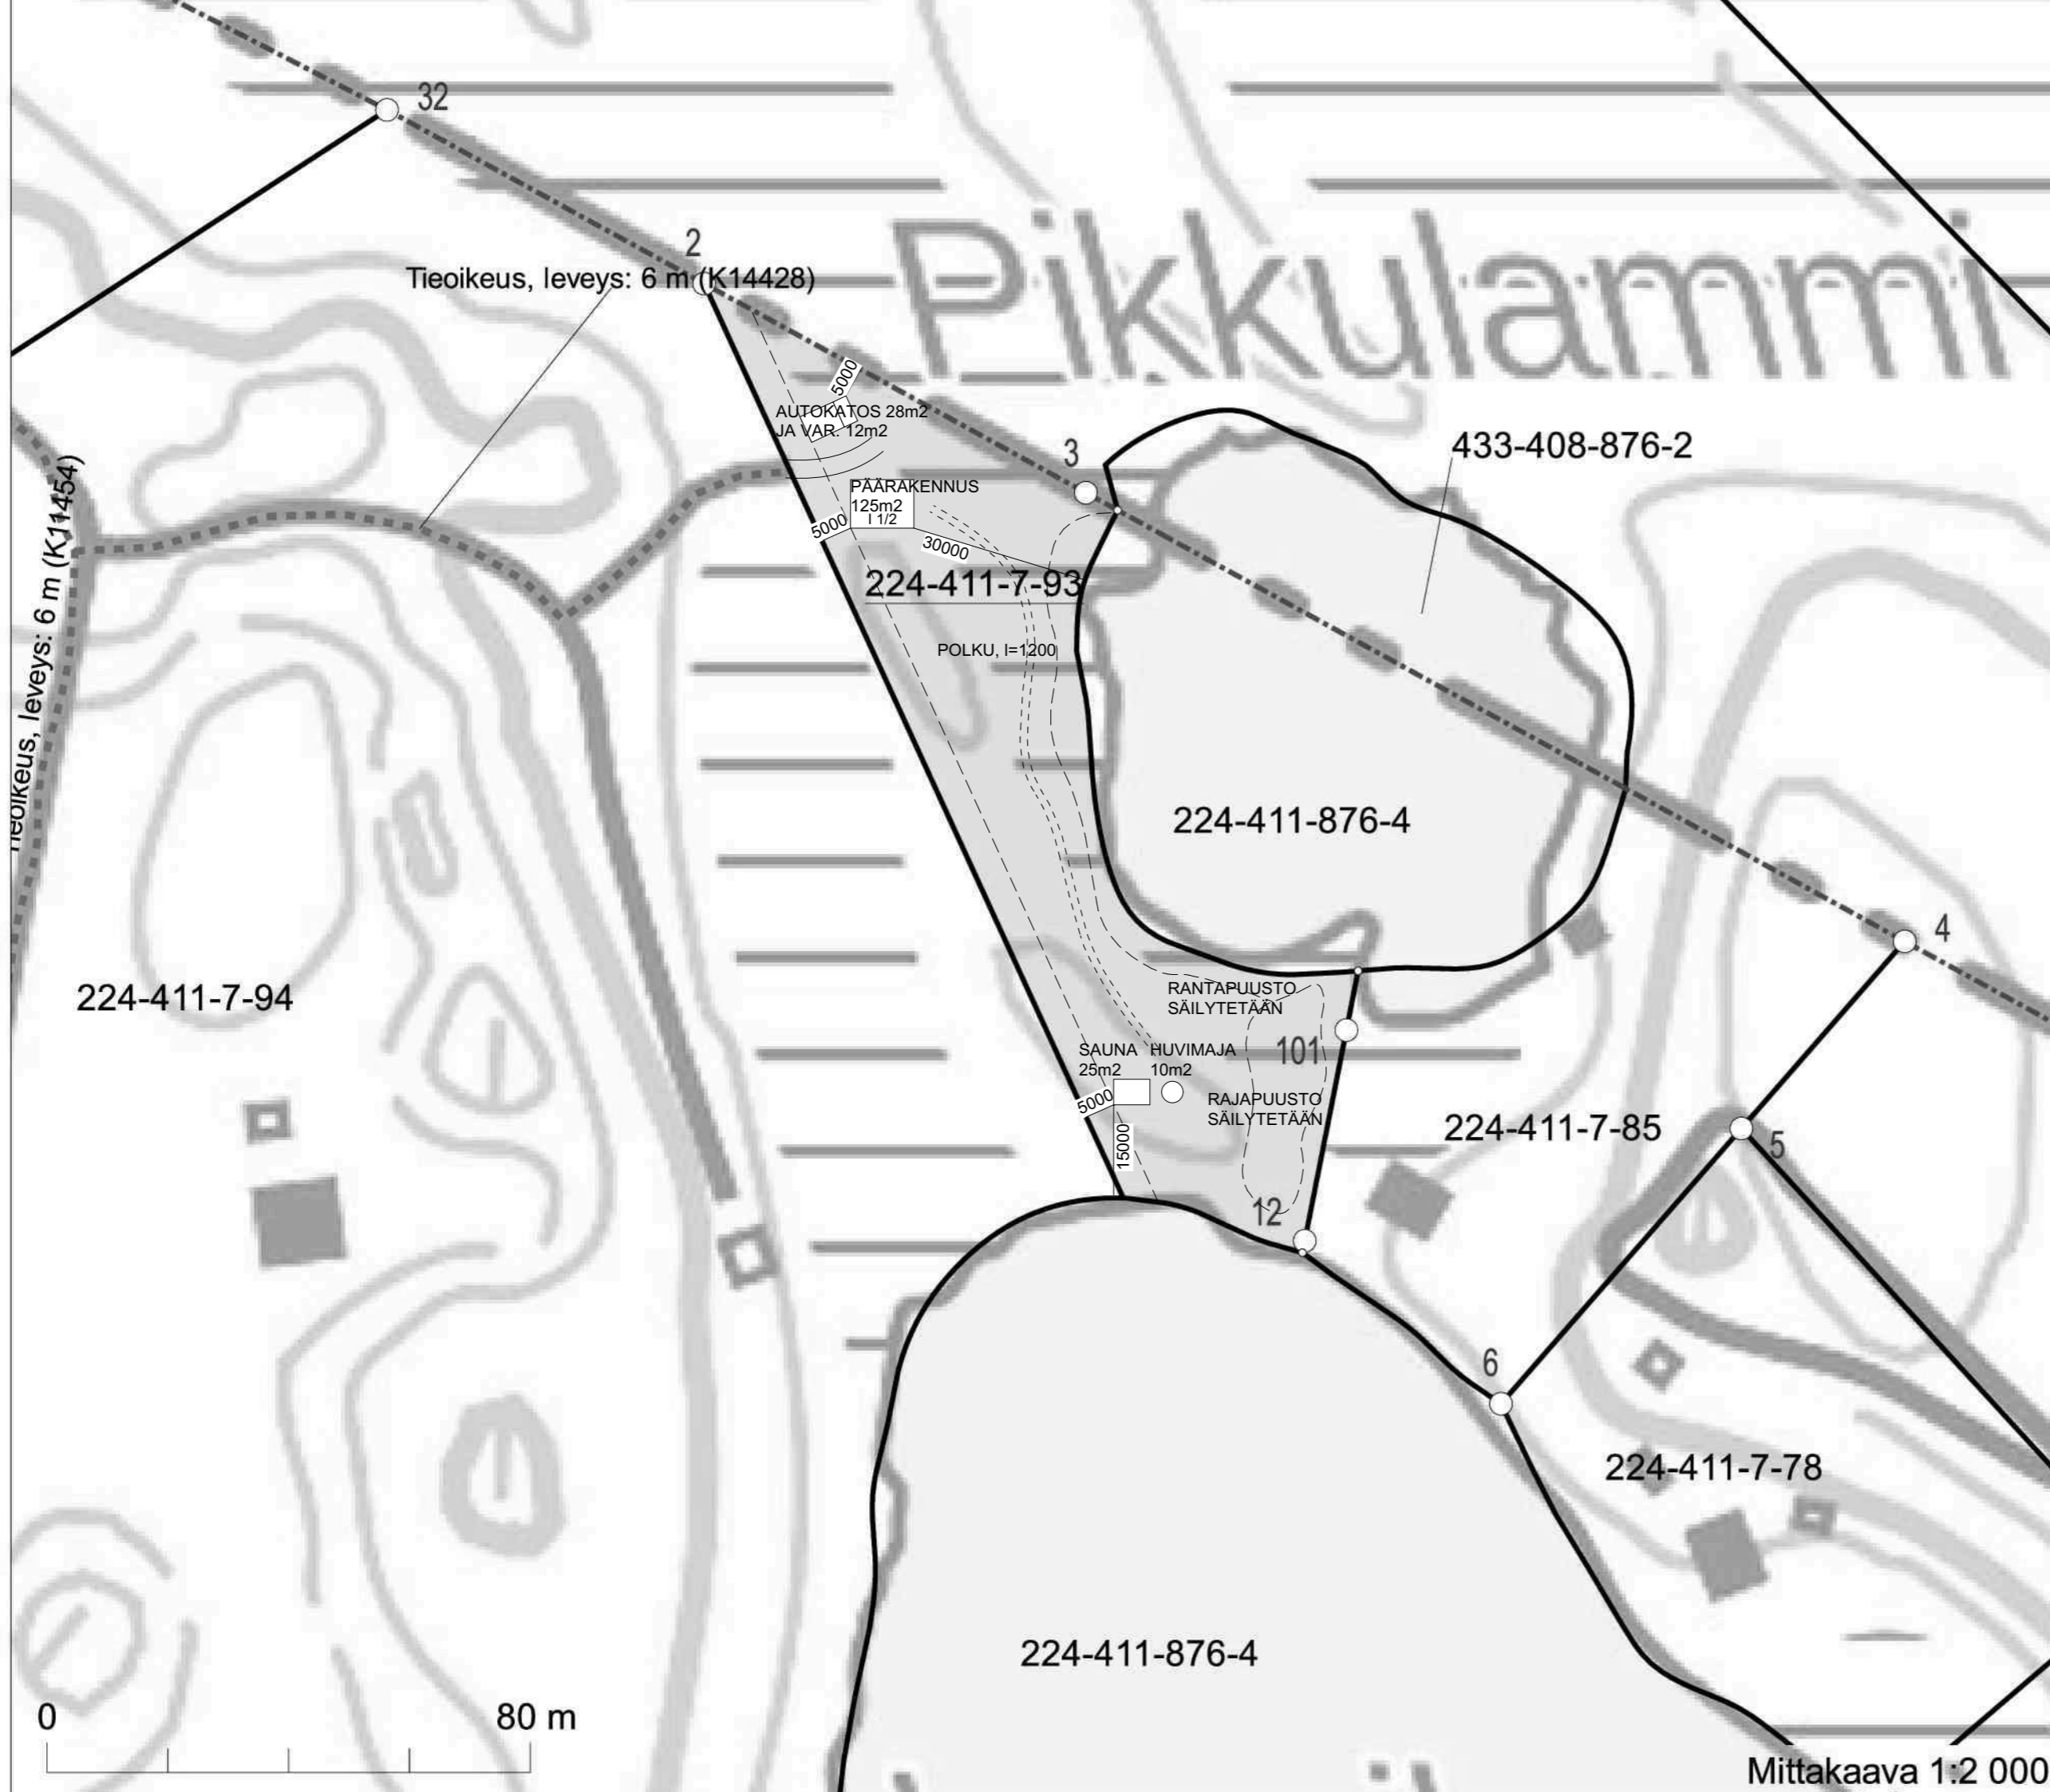 32
2
Tieoikeus, leveys: 6 m (K14428)
Pikkulammi
5000
AUTOKATOS 28m2
JA VAR. 12m2
3
433-408-876-2
Tieoikeus, leveys: 6 m (K11454)
PÄÄRAKENNUS
125m2
I 1/2
5000
30000
224-411-7-93
POLKU, l=1200
224-411-876-4
4
224-411-7-94
RANTAPUUSTO
SÄILYTETÄÄN
SAUNA
25m2
HUVIMAJA
10m2
101
5000
RAJAPUUSTO
SÄILYTETÄÄN
224-411-7-85
5
15000
12
6
224-411-7-78
224-411-876-4
0
80 m
Mittakaava 1:2 000